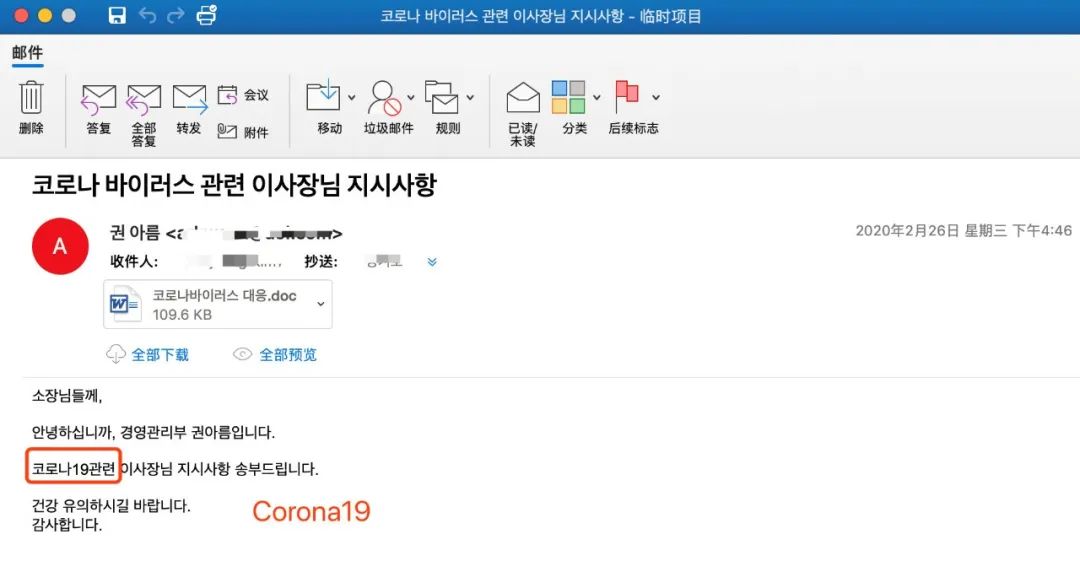 코로나 바이러스 관련 이사장님 지시사항 - 临时项目
邮件
删除
答复
全部
答复
转发
会议
附件
移动
垃圾邮件
规则
已读/
未读
分类
后续标志
코로나 바이러스 관련 이사장님 지시사항
A
권 아름
2020年2月26日 星期三 下午4:46
收件人: 抄送:
코로나바이러스 대응.doc
109.6 KB
全部下载 全部预览
소장님들께,
안녕하십니까, 경영관리부 권아름입니다.
코로나19관련 이사장님 지시사항 송부드립니다.
건강 유의하시길 바랍니다.
감사합니다.
Corona19